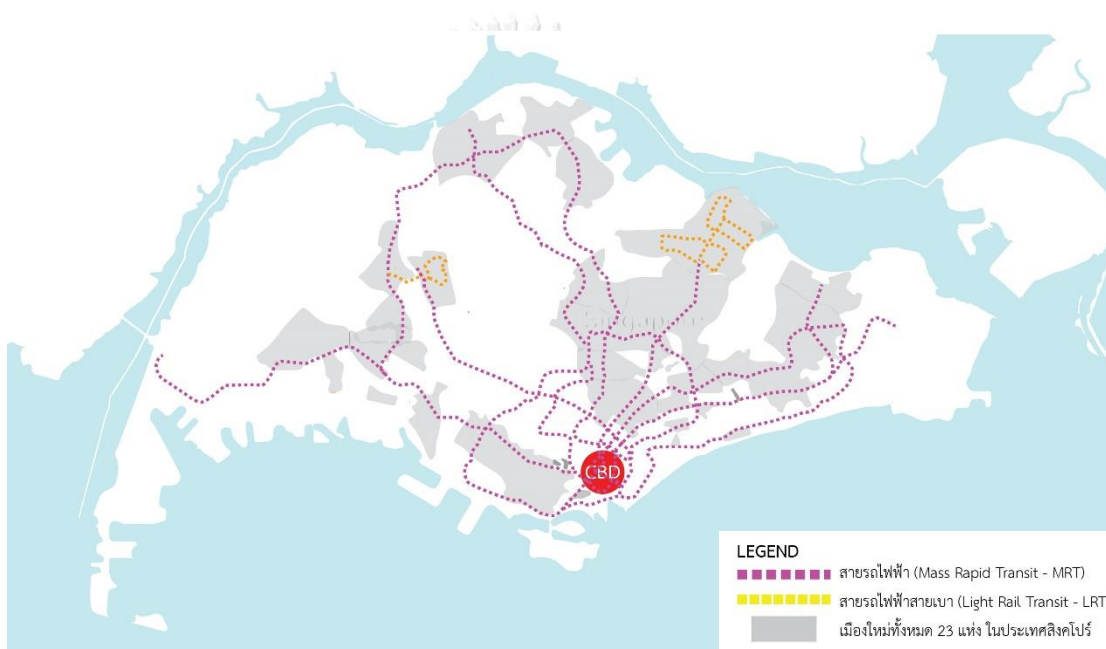 CBD
LEGEND
สายรถไฟฟ้า (Mass Rapid Transit - MRT)
สายรถไฟฟ้าสายเบา (Light Rail Transit - LRT
เมืองใหม่ทั้งหมด 23 แห่ง ในประเทศสิงคโปร์